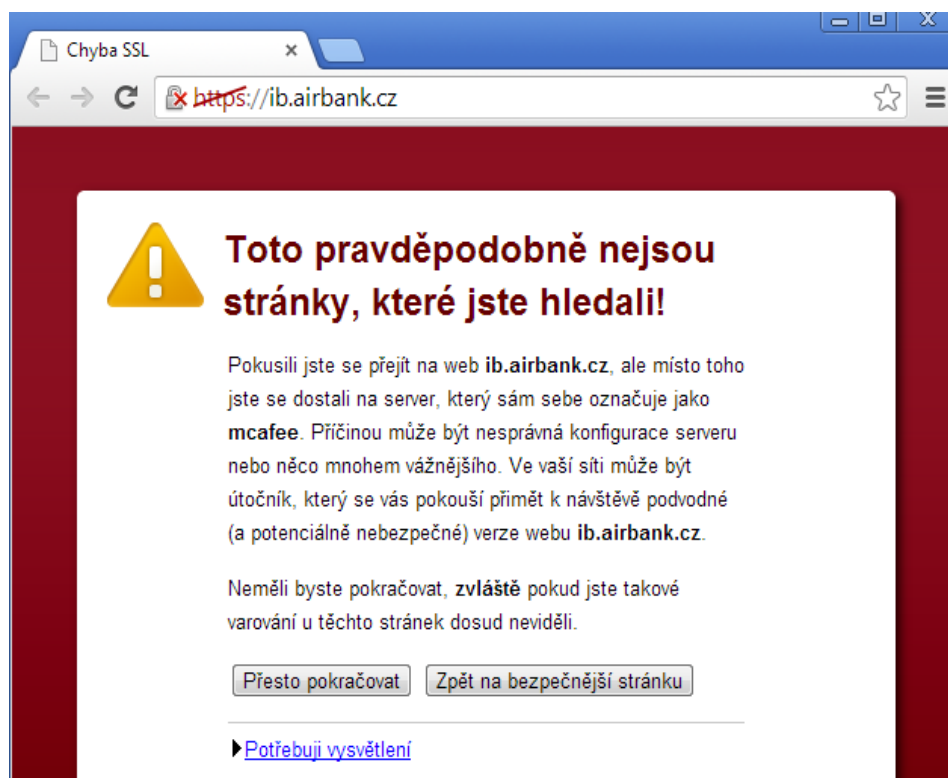 Chyba SSL
https://ib.airbank.cz
Toto pravděpodobně nejsou
stránky, které jste hledali!
Pokusili jste se přejít na web ib.airbank.cz, ale místo toho
jste se dostali na server, který sám sebe označuje jako
mcafee. Příčinou může být nesprávná konfigurace serveru
nebo něco mnohem vážnějšího. Ve vaší síti může být
útočník, který se vás pokouší přimět k návštěvě podvodné
(a potenciálně nebezpečné) verze webu ib.airbank.cz.
Neměli byste pokračovat, zvláště pokud jste takové
varování u těchto stránek dosud neviděli.
Přesto pokračovat Zpět na bezpečnější stránku
Potřebuji vysvětlení